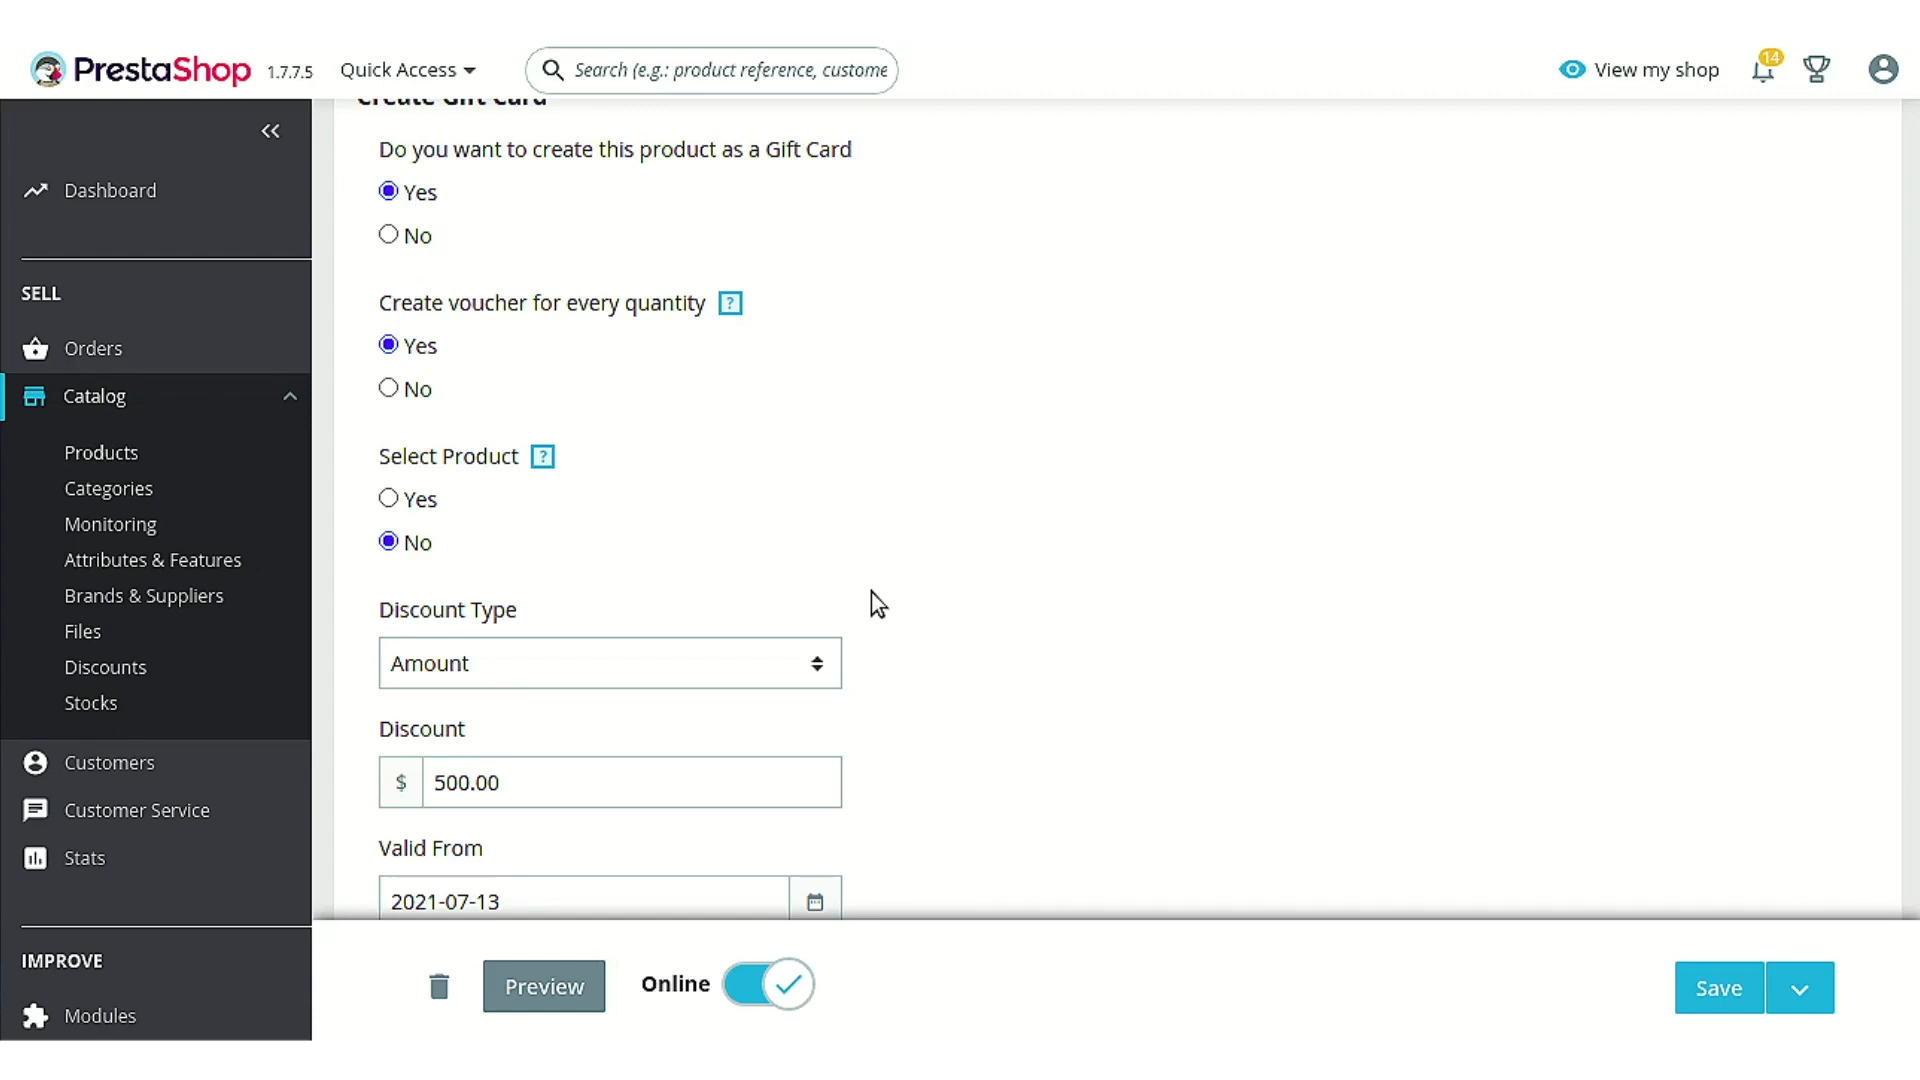 PrestaShop 1.7.7.5 Quick Access Search (e.g.: product reference, custome View my shop 14
Create Gift Card
Do you want to create this product as a Gift Card
Yes
No
Create voucher for every quantity ?
Yes
No
Select Product ?
Yes
No
Discount Type
Amount
Discount
$ 500.00
Valid From
2021-07-13
Dashboard
SELL
Orders
Catalog
Products
Categories
Monitoring
Attributes & Features
Brands & Suppliers
Files
Discounts
Stocks
Customers
Customer Service
Stats
IMPROVE
Modules
Preview Online Save